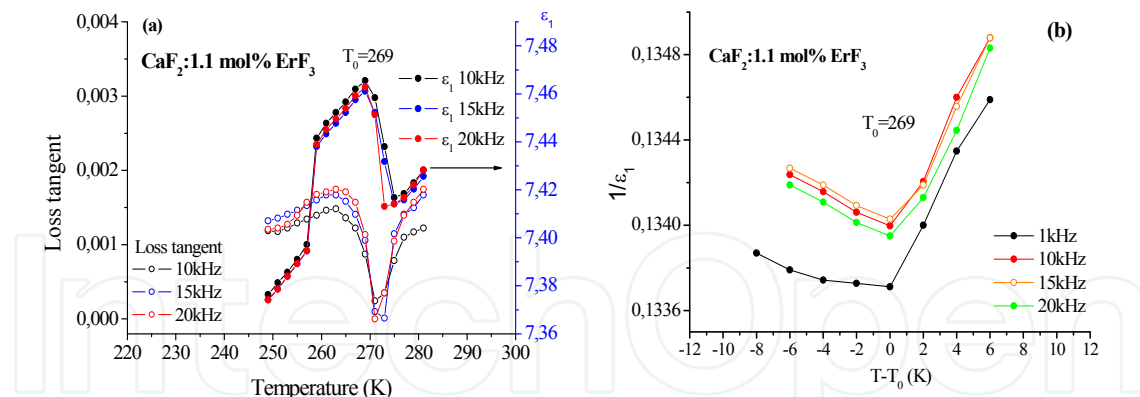 (a)
CaF₂:1.1 mol% ErF₃
T₀=269
ε₁ 10kHz
ε₁ 15kHz
ε₁ 20kHz
Loss tangent
10kHz
15kHz
20kHz
0,004
0,003
0,002
0,001
0,000
Loss tangent
220 230 240 250 260 270 280 290 300
Temperature (K)
ε₁
7,48
7,46
7,44
7,42
7,40
7,38
7,36
(b)
CaF₂:1.1 mol% ErF₃
T₀=269
1kHz
10kHz
15kHz
20kHz
0,1348
0,1344
0,1340
0,1336
1/ε₁
-12 -10 -8 -6 -4 -2 0 2 4 6 8 10 12
T-T₀ (K)
IntechOpen